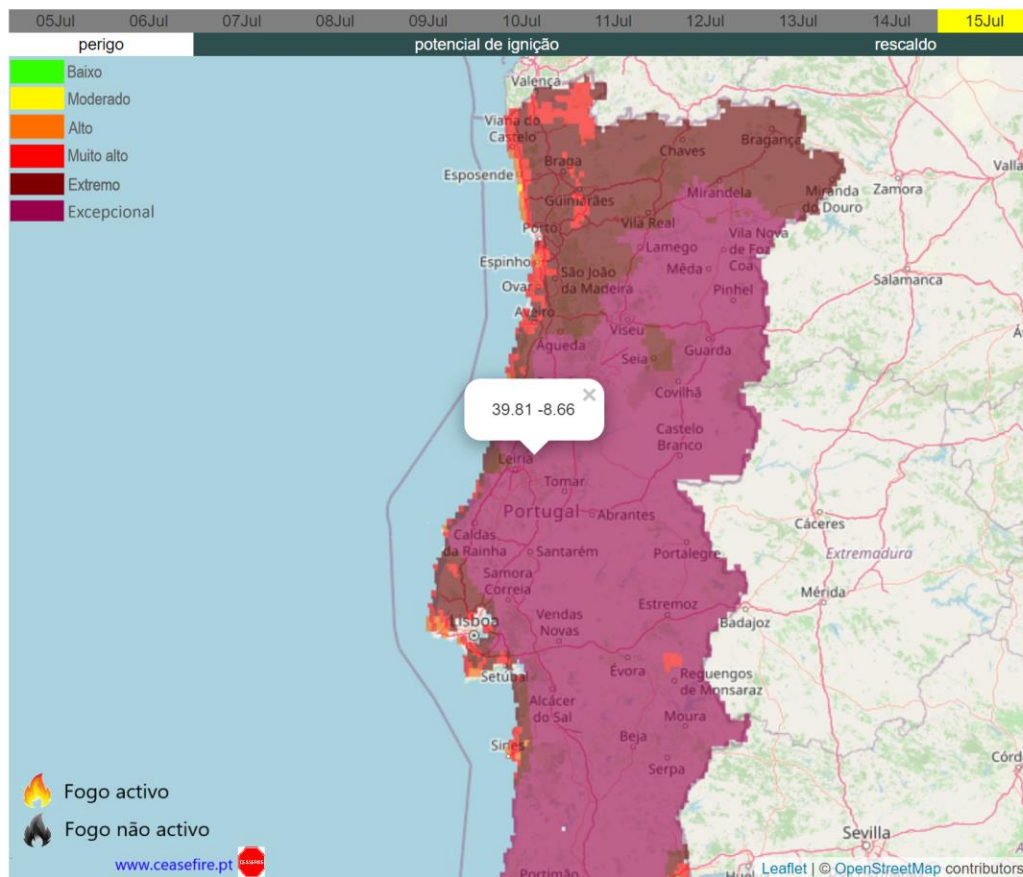 05Jul 06Jul 07Jul 08Jul 09Jul 10Jul 11Jul 12Jul 13Jul 14Jul 15Jul
perigo potencial de ignição rescaldo
Baixo
Moderado
Alto
Muito alto
Extremo
Excepcional
Valença
Viana do
Castelo
Braga
Chaves
Bragança
Esposende
Guimarães
Mirandela
Miranda
do Douro
Zamora
Porto
Vila Real
Espinho
Lamego
Vila Nova
de Foz
Coa
São João
da Madeira
Mêda
Salamanca
Ovar
Pinhel
Aveiro
Viseu
Águeda
Seia
Guarda
Covilhã
39.81 -8.66
×
Castelo
Branco
Leiria
Tomar
Portugal
Abrantes
Cáceres
Caldas
da Rainha
Santarém
Portalegre
Extremadura
Samora
Correia
Mérida
Lisboa
Vendas
Novas
Estremoz
Badajoz
Setúbal
Évora
Reguengos
de Monsaraz
Alcácer
do Sal
Moura
Sines
Beja
Serpa
Fogo activo
Fogo não activo
Sevilla
www.ceasefire.pt
CEASEFIRE
Portimão
Leaflet | © OpenStreetMap contributors